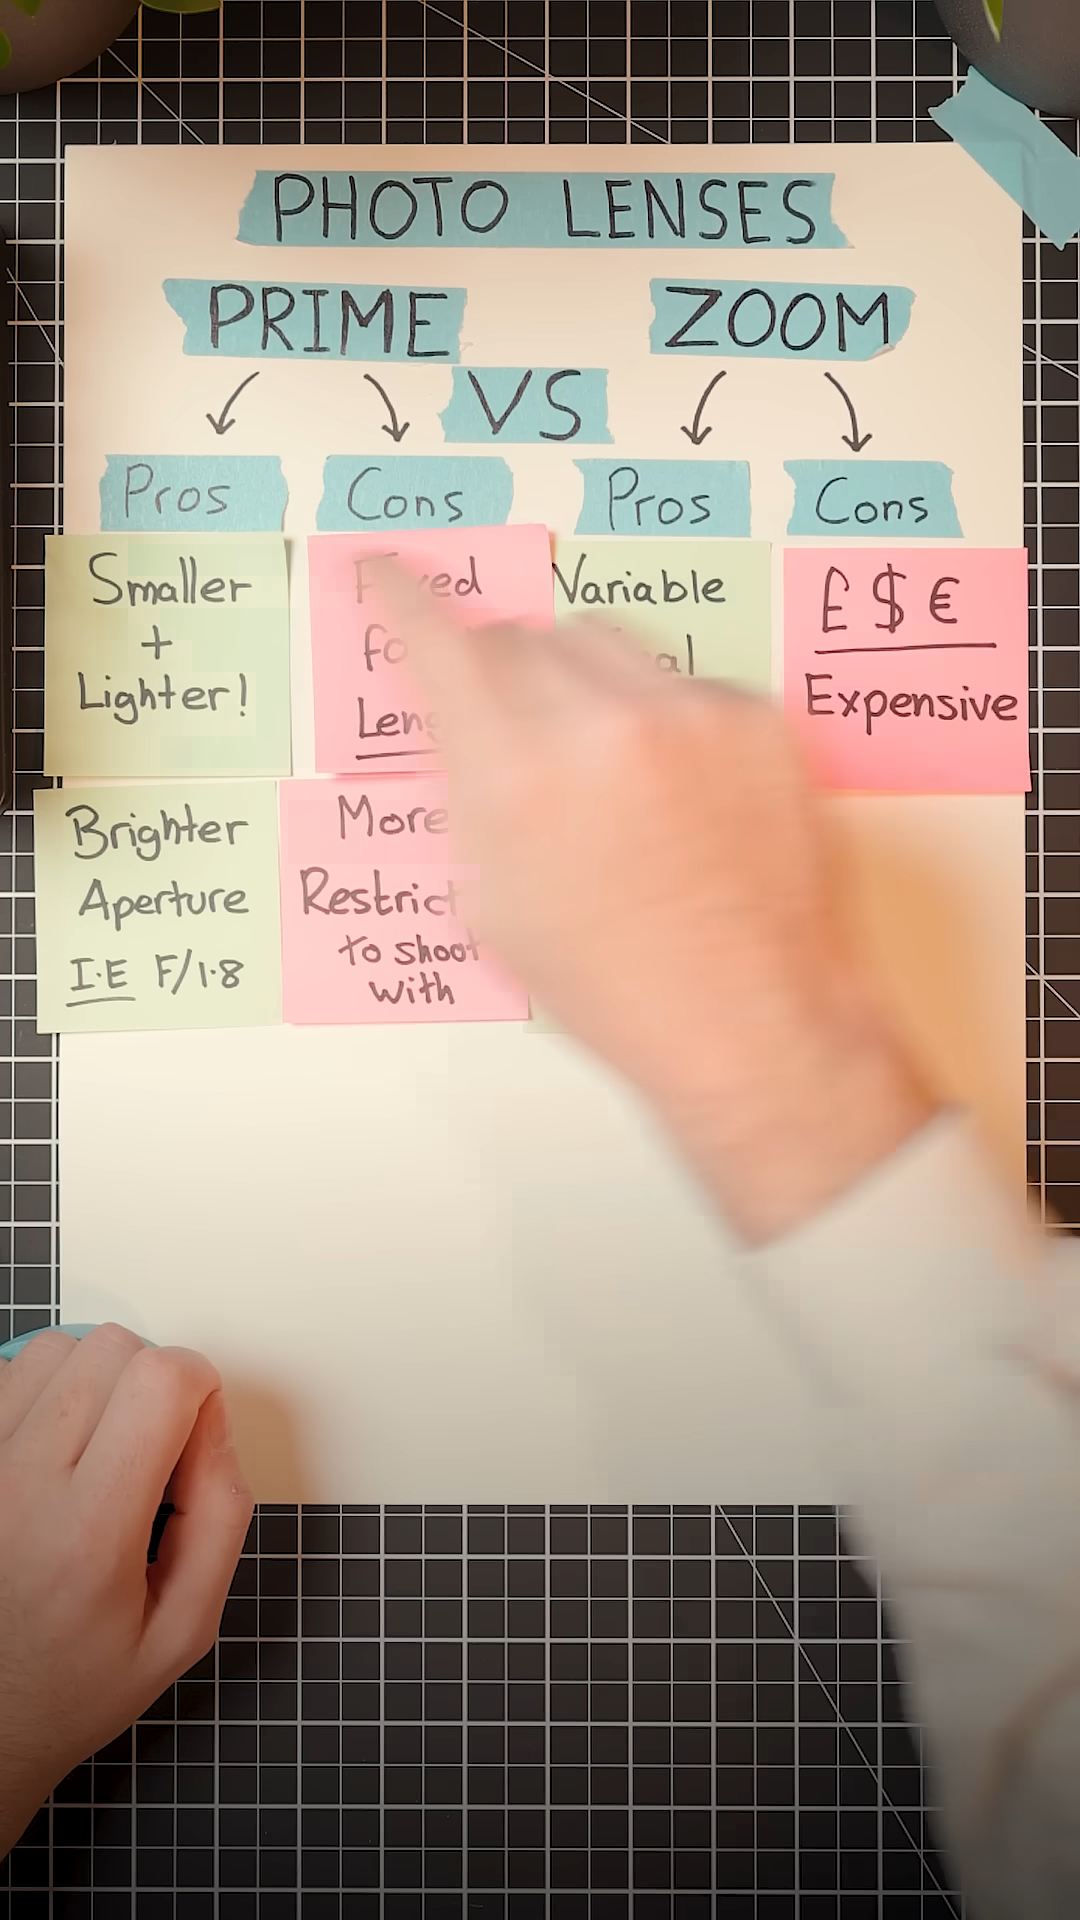 PHOTO LENSES
PRIME
ZOOM
VS
Pros
Cons
Pros
Cons
Smaller
+
Lighter!
Brighter
Aperture
I.E F/1.8
More
to shoot
with
Variable
£ $ €
Expensive